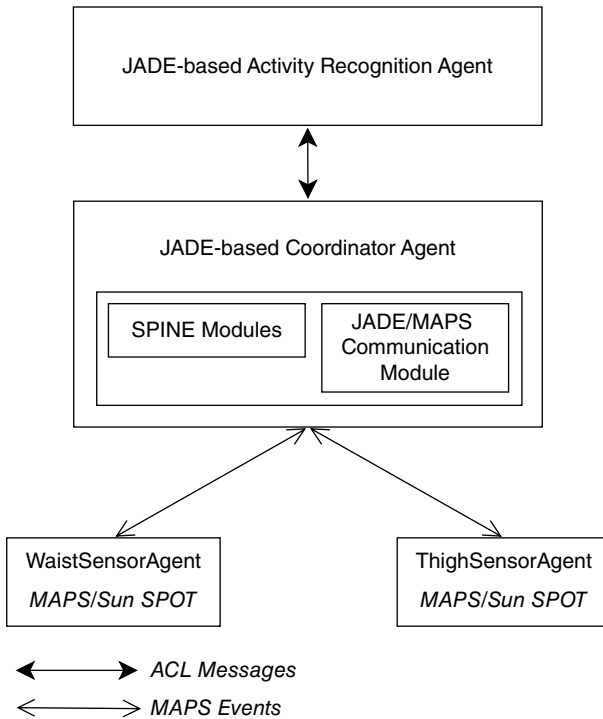 JADE-based Activity Recognition Agent
JADE-based Coordinator Agent
SPINE Modules
JADE/MAPS
Communication
Module
WaistSensorAgent
MAPS/Sun SPOT
ThighSensorAgent
MAPS/Sun SPOT
ACL Messages
MAPS Events